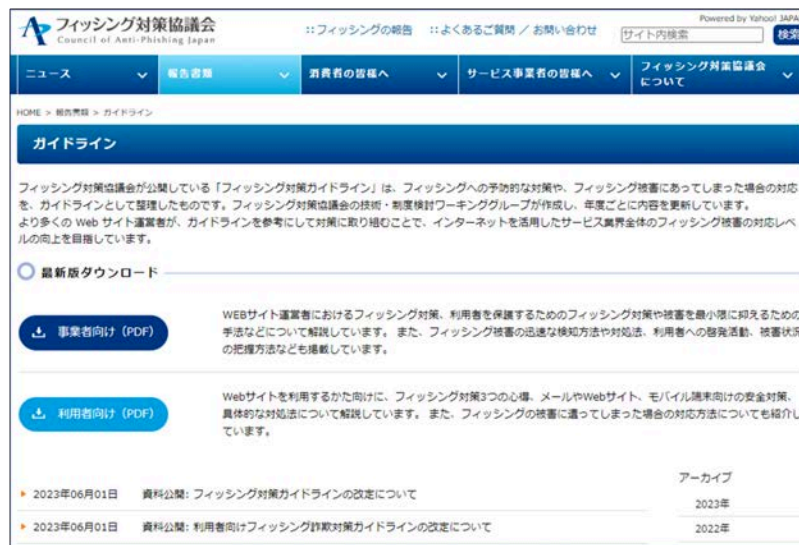 フィッシング対策協議会
Council of Anti-Phishing Japan
::フィッシングの報告 ::よくあるご質問 / お問い合わせ
Powered by Yahoo! JAPA
サイト内検索 検索
ニュース 報告書類 消費者の皆様へ サービス事業者の皆様へ フィッシング対策協議会
について
HOME > 報告書類 > ガイドライン
ガイドライン
フィッシング対策協議会が公開している「フィッシング対策ガイドライン」は、フィッシングへの予防的な対策や、フィッシング被害にあってしまった場合の対応
を、ガイドラインとして整理したものです。フィッシング対策協議会の技術・制度検討ワーキンググループが作成し、年度ごとに内容を更新しています。
より多くの Web サイト運営者が、ガイドラインを参考にして対策に取り組むことで、インターネットを活用したサービス業界全体のフィッシング被害の対応レベ
ルの向上を目指しています。
最新版ダウンロード
事業者向け (PDF)
WEBサイト運営者におけるフィッシング対策、利用者を保護するためのフィッシング対策や被害を最小限に抑えるための
手法などについて解説しています。 また、フィッシング被害の迅速な検知方法や対処法、利用者への啓発活動、被害状況
の把握方法なども掲載しています。
利用者向け (PDF)
Webサイトを利用するかた向けに、フィッシング対策3つの心得、メールやWebサイト、モバイル端末向けの安全対策、
具体的な対処法について解説しています。 また、フィッシングの被害に遭ってしまった場合の対応方法についても紹介し
ています。
アーカイブ
2023年06月01日 資料公開: フィッシング対策ガイドラインの改定について
2023年
2023年06月01日 資料公開: 利用者向けフィッシング詐欺対策ガイドラインの改定について
2022年